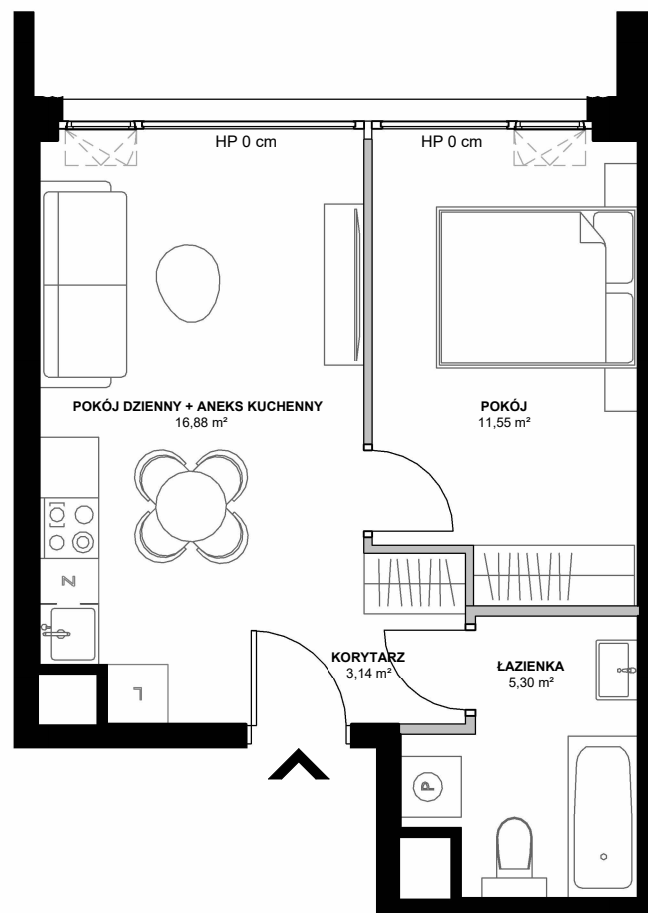 HP 0 cm
HP 0 cm
POKÓJ DZIENNY + ANEKS KUCHENNY
16,88 m²
POKÓJ
11,55 m²
Z
KORYTARZ
3,14 m²
ŁAZIENKA
5,30 m²
L
P